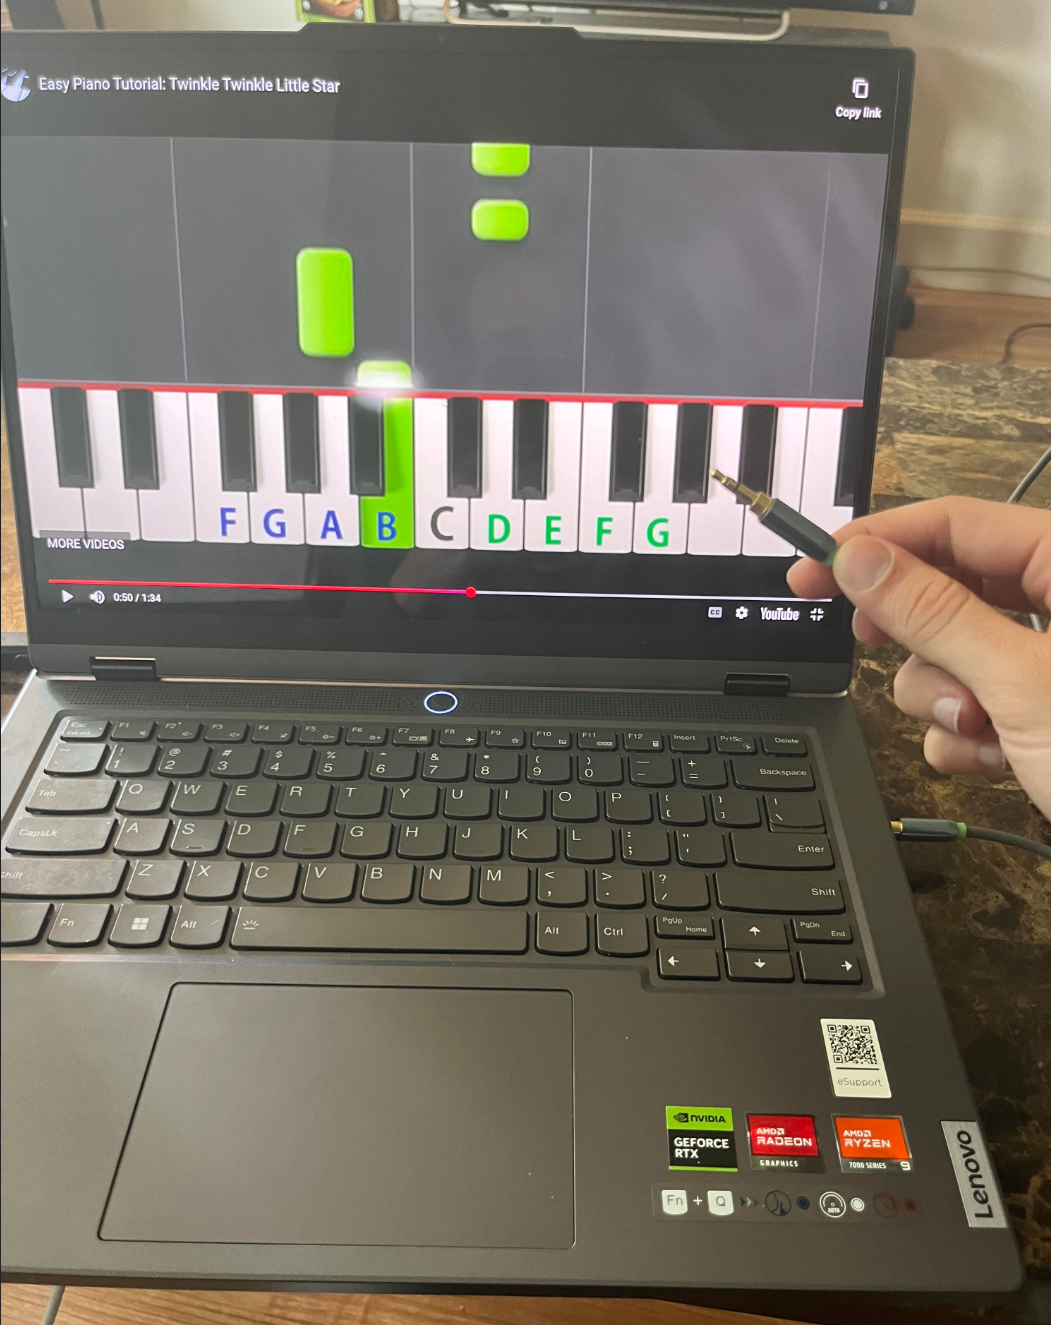 Easy Piano Tutorial: Twinkle Twinkle Little Star
Copy link
F G A B C D E F G
MORE VIDEOS
0:50 / 1:34
CC YouTube
Esc F1 F2 F3 F4 F5 F6 F7 F8 F9 F10 F11 F12 Insert PrtSc Delete
~ ! @ # $ % ^ & * ( ) — +
1 2 3 4 5 6 7 8 9 0 - = Backspace
Tab Q W E R T Y U I O P { [ } ] | \
CapsLk A S D F G H J K L : ; " ' Enter
Shift Z X C V B N M < , > . ? / Shift
Fn Alt Alt Ctrl PgUp Home PgDn End
eSupport
NVIDIA
GEFORCE
RTX
AMD
RADEON
GRAPHICS
AMD
RYZEN
7000 SERIES 9
Fn + Q AUTO
Lenovo